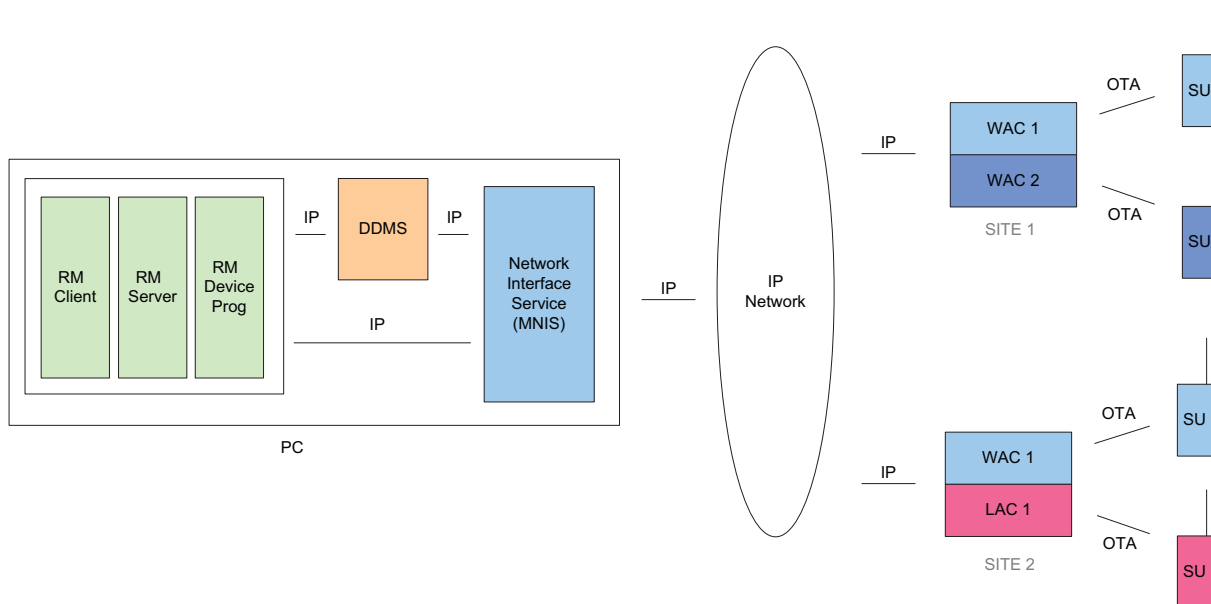 RM
Client
RM
Server
RM
Device
Prog
IP
DDMS
IP
IP
Network
Interface
Service
(MNIS)
PC
IP
IP
Network
IP
WAC 1
WAC 2
SITE 1
OTA
SU
OTA
SU
IP
WAC 1
LAC 1
SITE 2
OTA
SU
OTA
SU